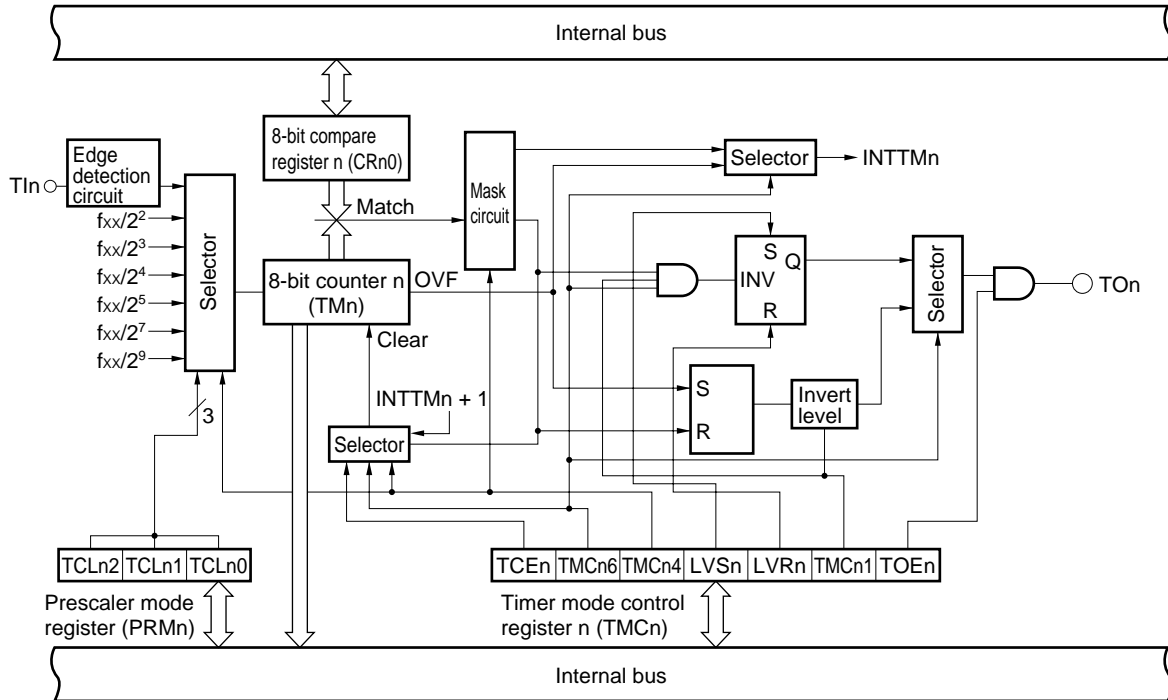 Internal bus
8-bit compare
register n (CRn0)
Edge
detection
circuit
TIn
Mask
circuit
Selector
INTTMn
Match
fXX/2²
fXX/2³
fXX/2⁴
fXX/2⁵
fXX/2⁷
fXX/2⁹
Selector
8-bit counter n
(TMn)
OVF
Clear
S
INV
Q
R
Selector
TOn
S
R
Invert
level
3
INTTMn + 1
Selector
TCLn2 TCLn1 TCLn0
Prescaler mode
register (PRMn)
TCEn TMCn6 TMCn4 LVSn LVRn TMCn1 TOEn
Timer mode control
register n (TMCn)
Internal bus